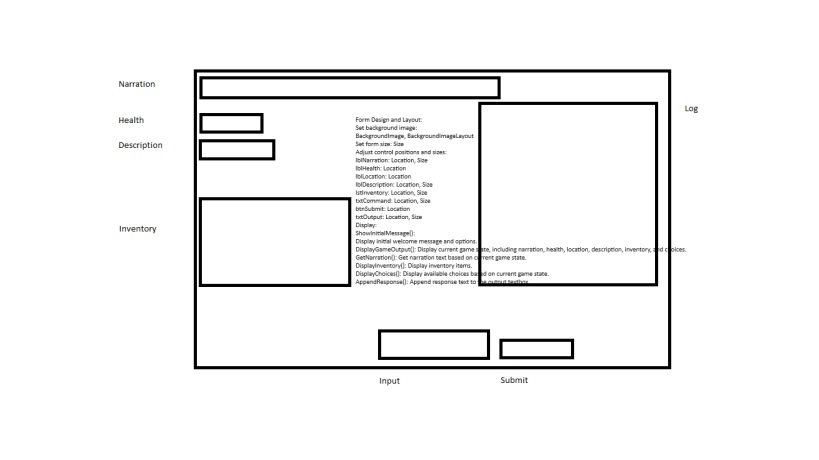 Narration
Log
Health
Description
Inventory
Form Design and Layout:
Set background image:
BackgroundImage, BackgroundImageLayout
Set form size: Size
Adjust control positions and sizes:
lblNarration: Location, Size
lblHealth: Location
lblLocation: Location
lblDescription: Location, Size
lstInventory: Location, Size
txtCommand: Location, Size
btnSubmit: Location
txtOutput: Location, Size
Display:
ShowInitialMessage():
Display initial welcome message and options.
DisplayGameOutput(): Display current game state, including narration, health, location, description, inventory, and choices.
GetNarration(): Get narration text based on current game state.
DisplayInventory(): Display inventory items.
DisplayChoices(): Display available choices based on current game state.
AppendResponse(): Append response text to the output textbox.
Input
Submit